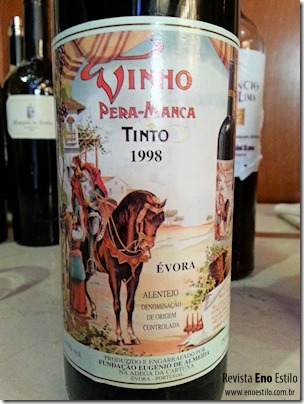 VINHO
PERA-MANCA
TINTO
1998
ÉVORA
ALENTEJO
DENOMINAÇÃO
DE ORIGEM
CONTROLADA
PRODUZIDO E ENGARRAFADO POR
FUNDAÇÃO EUGÉNIO DE ALMEIDA
NA ADEGA DA CARTUXA
ÉVORA - PORTUGAL
Revista Eno Estilo
www.enoestilo.com.br